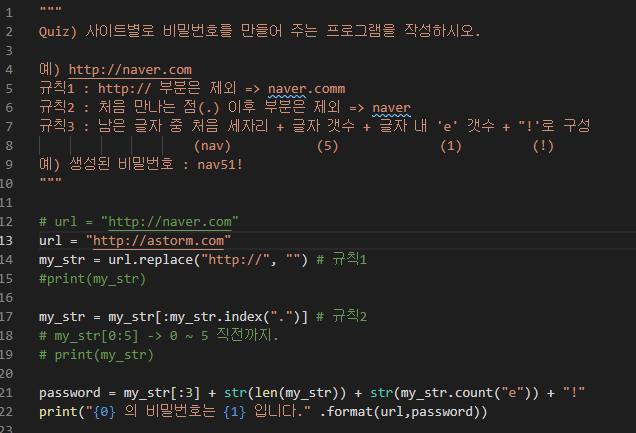 1 """
2 Quiz) 사이트별로 비밀번호를 만들어 주는 프로그램을 작성하시오.
3
4 예) http://naver.com
5 규칙1 : http:// 부분은 제외 => naver.comm
6 규칙2 : 처음 만나는 점(.) 이후 부분은 제외 => naver
7 규칙3 : 남은 글자 중 처음 세자리 + 글자 갯수 + 글자 내 'e' 갯수 + "!"로 구성
8 (nav) (5) (1) (!)
9 예) 생성된 비밀번호 : nav51!
10 """
11
12 # url = "http://naver.com"
13 url = "http://astorm.com"
14 my_str = url.replace("http://", "") # 규칙1
15 #print(my_str)
16
17 my_str = my_str[:my_str.index(".")] # 규칙2
18 # my_str[0:5] -> 0 ~ 5 직전까지.
19 # print(my_str)
20
21 password = my_str[:3] + str(len(my_str)) + str(my_str.count("e")) + "!"
22 print("{0} 의 비밀번호는 {1} 입니다." .format(url,password))
23